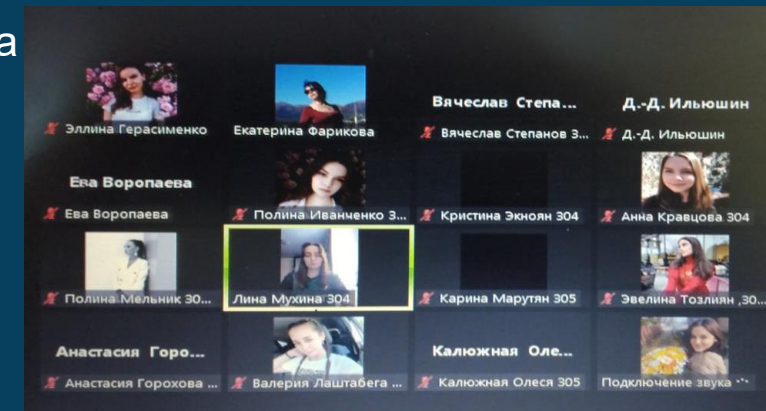 а
Вячеслав Степа...
Д.-Д. Ильюшин
Эллина Герасименко
Екатерина Фарикова
Вячеслав Степанов 3...
Д.-Д. Ильюшин
Ева Воропаева
Ева Воропаева
Полина Иванченко 3...
Кристина Экноян 304
Анна Кравцова 304
Полина Мельник 30...
Лина Мухина 304
Карина Марутян 305
Эвелина Тозлиян ,30...
Анастасия Горо...
Калюжная Оле...
Анастасия Горохова ...
Валерия Лаштабега ...
Калюжная Олеся 305
Подключение звука ...